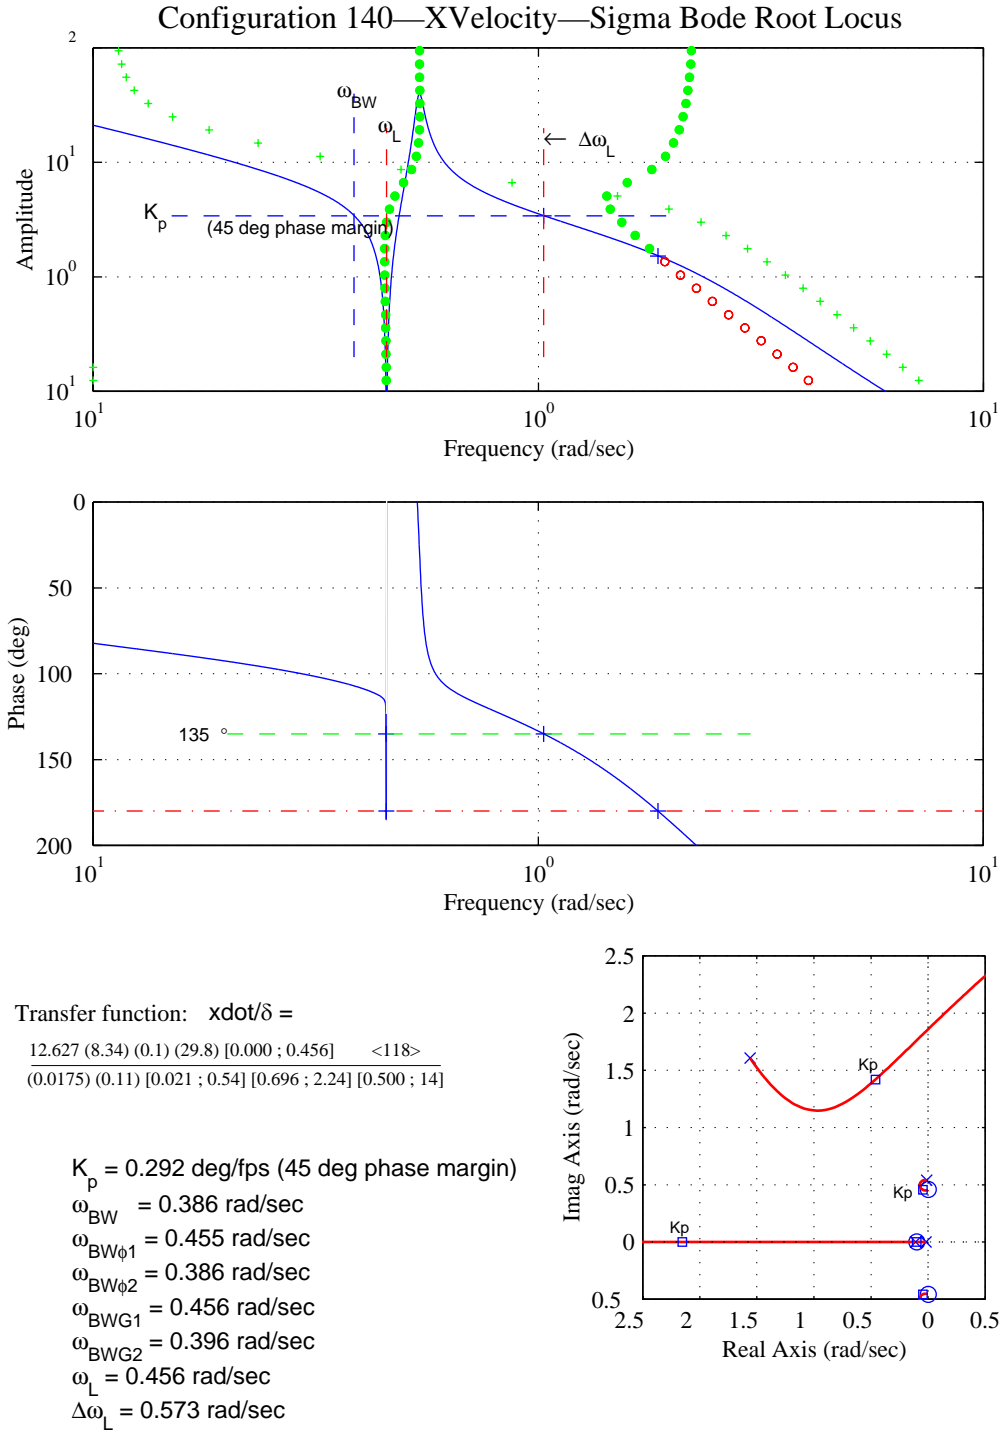 Configuration 140—XVelocity—Sigma Bode Root Locus
2
10^1
10^0
10^1
Amplitude
ω_BW
ω_L
← Δω_L
K_p
(45 deg phase margin)
10^1
10^0
10^1
Frequency (rad/sec)
0
50
100
150
200
Phase (deg)
135 °
10^1
10^0
10^1
Frequency (rad/sec)
Transfer function: xdot/δ =
12.627 (8.34) (0.1) (29.8) [0.000 ; 0.456] <118>
(0.0175) (0.11) [0.021 ; 0.54] [0.696 ; 2.24] [0.500 ; 14]
K_p = 0.292 deg/fps (45 deg phase margin)
ω_BW = 0.386 rad/sec
ω_BWϕ1 = 0.455 rad/sec
ω_BWϕ2 = 0.386 rad/sec
ω_BWG1 = 0.456 rad/sec
ω_BWG2 = 0.396 rad/sec
ω_L = 0.456 rad/sec
Δω_L = 0.573 rad/sec
2.5
2
1.5
1
0.5
0
0.5
Imag Axis (rad/sec)
Kp
Kp
Kp
2.5 2 1.5 1 0.5 0 0.5
Real Axis (rad/sec)